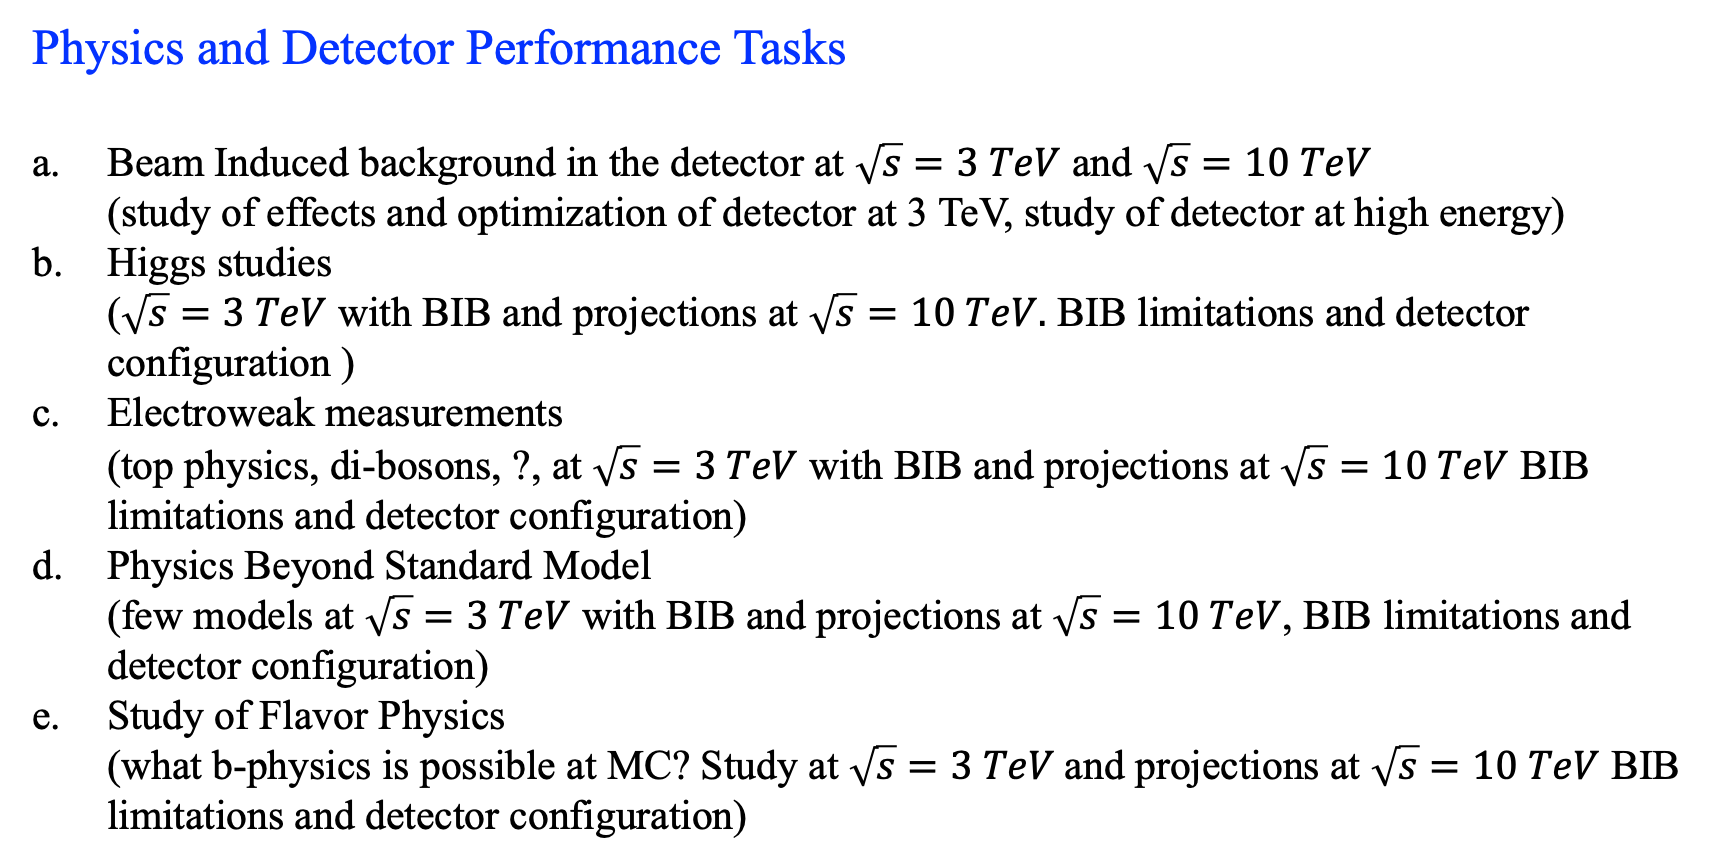 Physics and Detector Performance Tasks
a. Beam Induced background in the detector at √s = 3 TeV and √s = 10 TeV
(study of effects and optimization of detector at 3 TeV, study of detector at high energy)
b. Higgs studies
(√s = 3 TeV with BIB and projections at √s = 10 TeV. BIB limitations and detector
configuration )
c. Electroweak measurements
(top physics, di-bosons, ?, at √s = 3 TeV with BIB and projections at √s = 10 TeV BIB
limitations and detector configuration)
d. Physics Beyond Standard Model
(few models at √s = 3 TeV with BIB and projections at √s = 10 TeV, BIB limitations and
detector configuration)
e. Study of Flavor Physics
(what b-physics is possible at MC? Study at √s = 3 TeV and projections at √s = 10 TeV BIB
limitations and detector configuration)